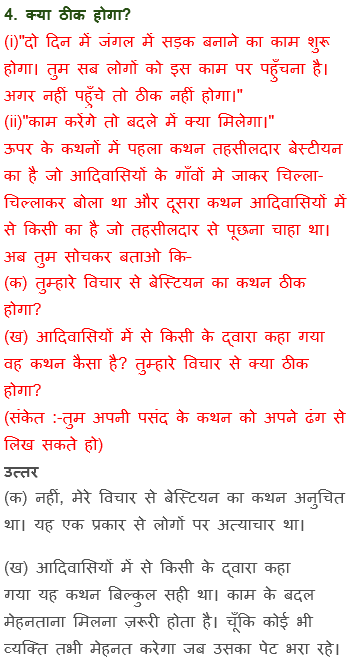 4. क्या ठीक होगा?
(i)"दो दिन में जंगल में सड़क बनाने का काम शुरू
होगा। तुम सब लोगों को इस काम पर पहुँचना है।
अगर नहीं पहुँचे तो ठीक नहीं होगा।"
(ii)"काम करेंगे तो बदले में क्या मिलेगा।"
ऊपर के कथनों में पहला कथन तहसीलदार बेस्टीयन
का है जो आदिवासियों के गाँवों मे जाकर चिल्ला-
चिल्लाकर बोला था और दूसरा कथन आदिवासियों में
से किसी का है जो तहसीलदार से पूछना चाहा था।
अब तुम सोचकर बताओ कि–
(क) तुम्हारे विचार से बेस्टियन का कथन ठीक
होगा?
(ख) आदिवासियों में से किसी के द्वारा कहा गया
वह कथन कैसा है? तुम्हारे विचार से क्या ठीक
होगा?
(संकेत :-तुम अपनी पसंद के कथन को अपने ढंग से
लिख सकते हो)
उत्तर
(क) नहीं, मेरे विचार से बेस्टियन का कथन अनुचित
था। यह एक प्रकार से लोगों पर अत्याचार था।
(ख) आदिवासियों में से किसी के द्वारा कहा
गया यह कथन बिल्कुल सही था। काम के बदल
मेहनताना मिलना ज़रूरी होता है। चूँकि कोई भी
व्यक्ति तभी मेहनत करेगा जब उसका पेट भरा रहे।